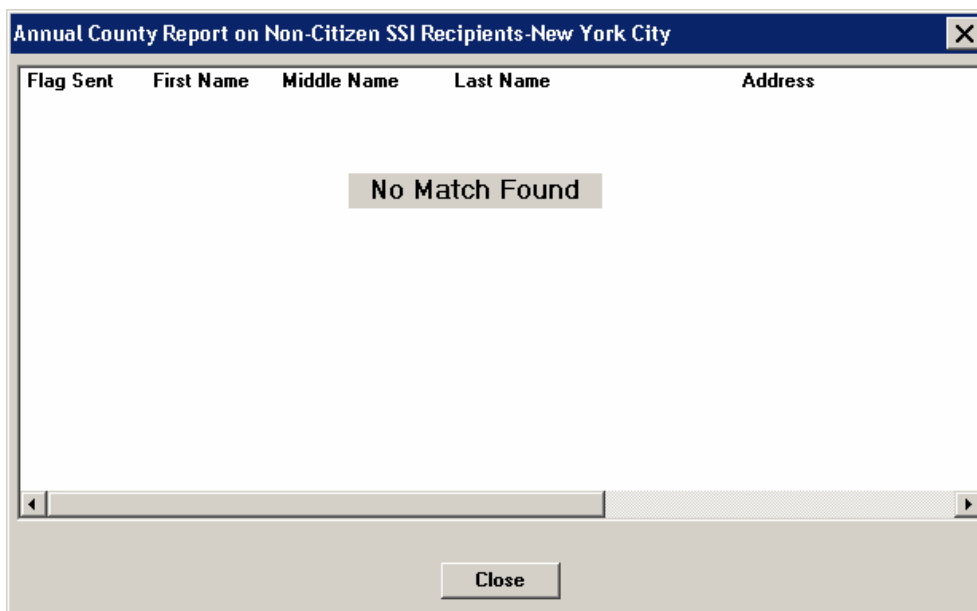 Annual County Report on Non-Citizen SSI Recipients-New York City
Flag Sent First Name Middle Name Last Name Address
No Match Found
Close